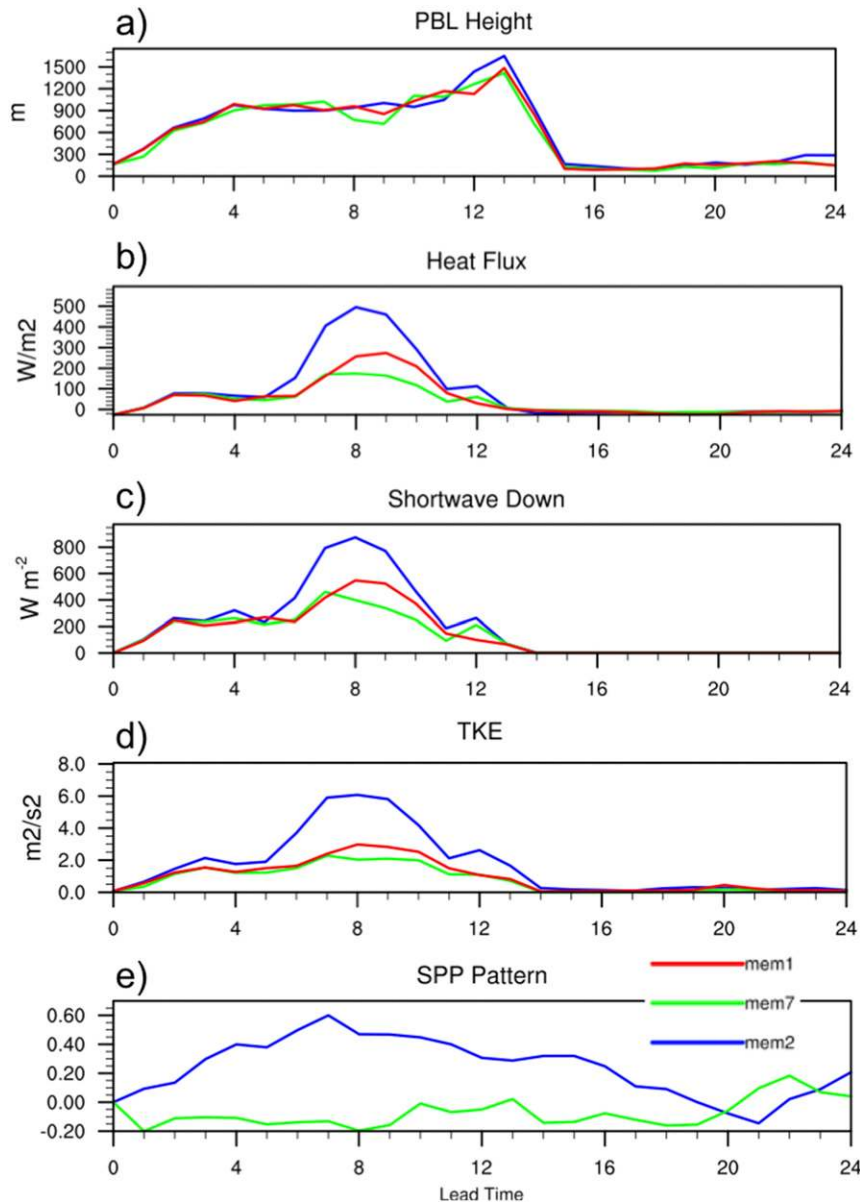 a) PBL Height
m
1500
1200
900
600
300
0
0 4 8 12 16 20 24
b) Heat Flux
W/m2
500
400
300
200
100
0
0 4 8 12 16 20 24
c) Shortwave Down
W m-2
800
600
400
200
0
0 4 8 12 16 20 24
d) TKE
m2/s2
8.0
6.0
4.0
2.0
0.0
0 4 8 12 16 20 24
e) SPP Pattern
mem1
mem7
mem2
0.60
0.40
0.20
0.00
-0.20
0 4 8 12 16 20 24
Lead Time